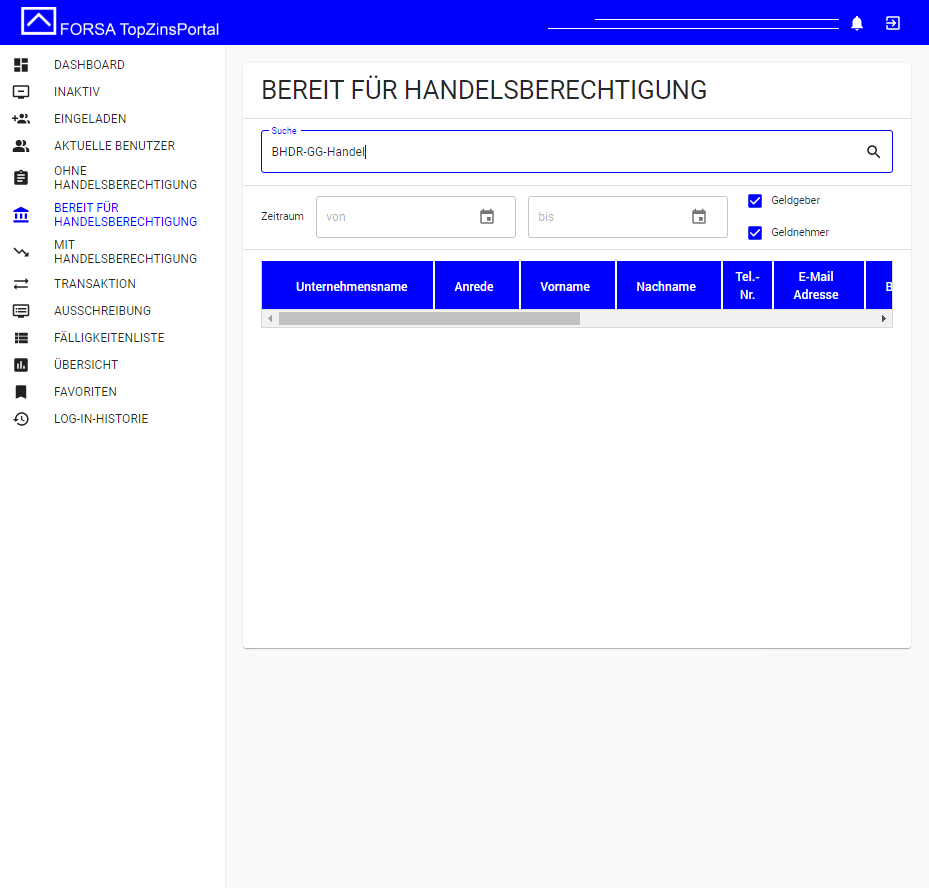 FORSA TopZinsPortal
DASHBOARD
INAKTIV
EINGELADEN
AKTUELLE BENUTZER
OHNE
HANDELSBERECHTIGUNG
BEREIT FÜR
HANDELSBERECHTIGUNG
MIT
HANDELSBERECHTIGUNG
TRANSAKTION
AUSSCHREIBUNG
FÄLLIGKEITENLISTE
ÜBERSICHT
FAVORITEN
LOG-IN-HISTORIE
BEREIT FÜR HANDELSBERECHTIGUNG
Suche
BHDR-GG-Handel
Zeitraum
von
bis
Geldgeber
Geldnehmer
Unternehmensname
Anrede
Vorname
Nachname
Tel.-
Nr.
E-Mail
Adresse